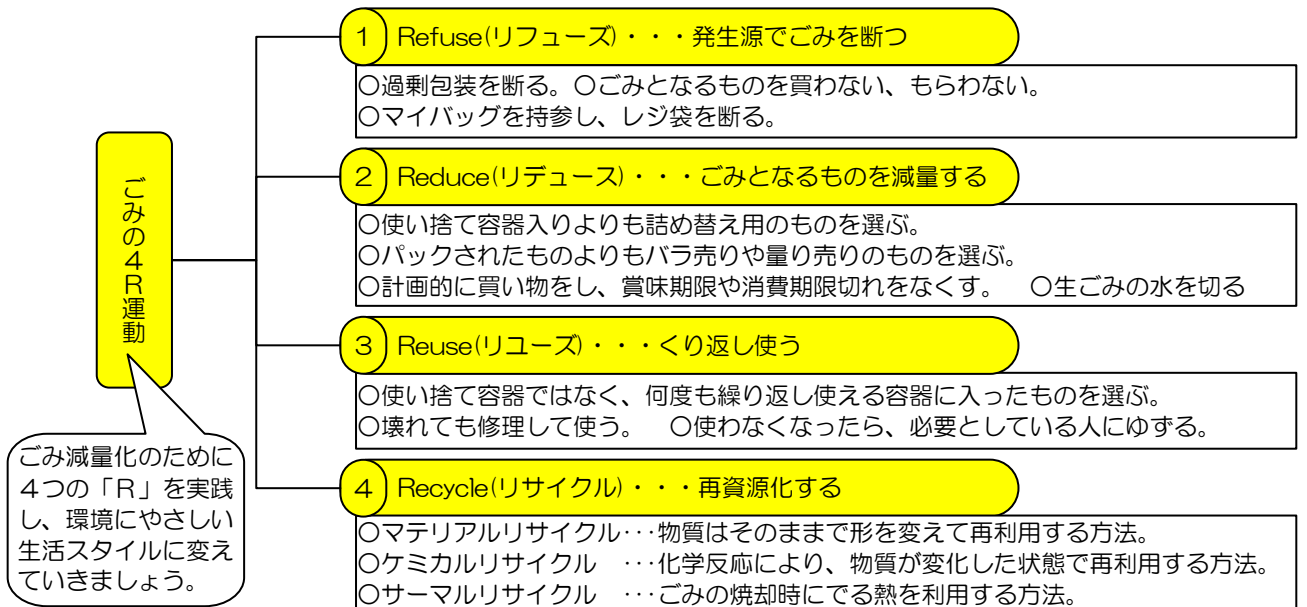 ごみの4R運動
ごみ減量化のために
4つの「R」を実践
し、環境にやさしい
生活スタイルに変え
ていきましょう。
1 Refuse(リフューズ)・・・発生源でごみを断つ
○過剰包装を断る。○ごみとなるものを買わない、もらわない。
○マイバッグを持参し、レジ袋を断る。
2 Reduce(リデュース)・・・ごみとなるものを減量する
○使い捨て容器入りよりも詰め替え用のものを選ぶ。
○パックされたものよりもバラ売りや量り売りのものを選ぶ。
○計画的に買い物をし、賞味期限や消費期限切れをなくす。　○生ごみの水を切る
3 Reuse(リユーズ)・・・くり返し使う
○使い捨て容器ではなく、何度も繰り返し使える容器に入ったものを選ぶ。
○壊れても修理して使う。　○使わなくなったら、必要としている人にゆずる。
4 Recycle(リサイクル)・・・再資源化する
○マテリアルリサイクル･･･物質はそのままで形を変えて再利用する方法。
○ケミカルリサイクル　･･･化学反応により、物質が変化した状態で再利用する方法。
○サーマルリサイクル　･･･ごみの焼却時にでる熱を利用する方法。